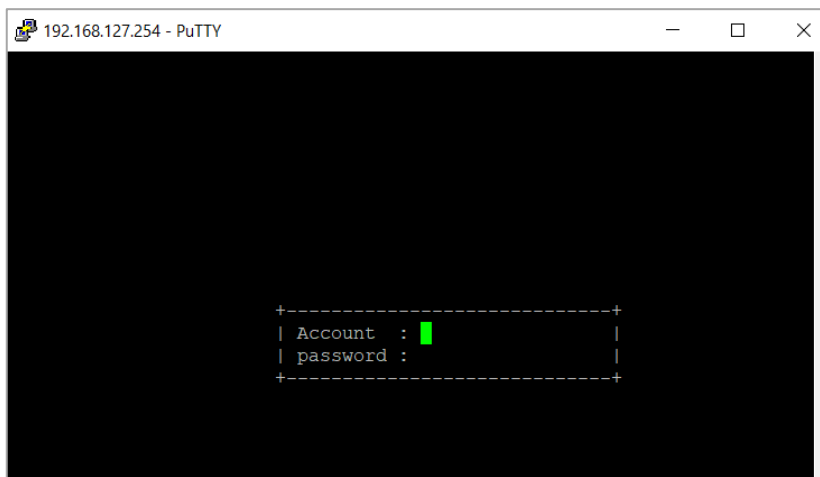 192.168.127.254 - PuTTY
+-----------------------------+
| Account  :                  |
| password :                  |
+-----------------------------+